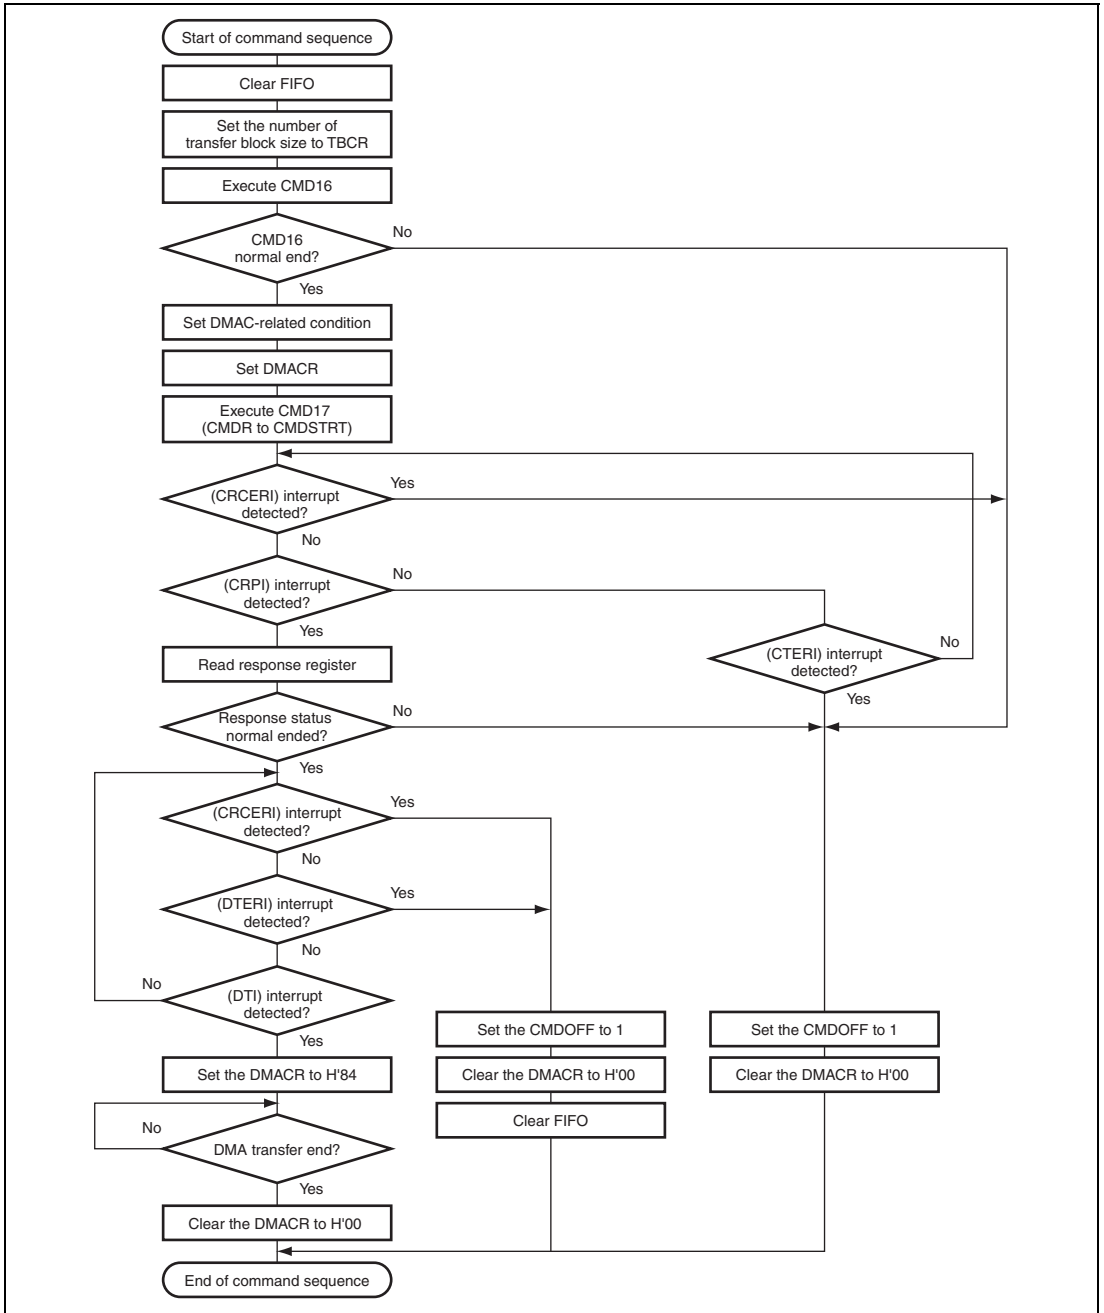 Start of command sequence
Clear FIFO
Set the number of
transfer block size to TBCR
Execute CMD16
CMD16
normal end?
No
Yes
Set DMAC-related condition
Set DMACR
Execute CMD17
(CMDR to CMDSTRT)
(CRCERI) interrupt
detected?
Yes
No
(CRPI) interrupt
detected?
No
Yes
(CTERI) interrupt
detected?
No
Yes
Read response register
Response status
normal ended?
No
Yes
(CRCERI) interrupt
detected?
Yes
No
(DTERI) interrupt
detected?
Yes
No
(DTI) interrupt
detected?
No
Yes
Set the CMDOFF to 1
Set the CMDOFF to 1
Set the DMACR to H'84
Clear the DMACR to H'00
Clear the DMACR to H'00
Clear FIFO
DMA transfer end?
No
Yes
Clear the DMACR to H'00
End of command sequence